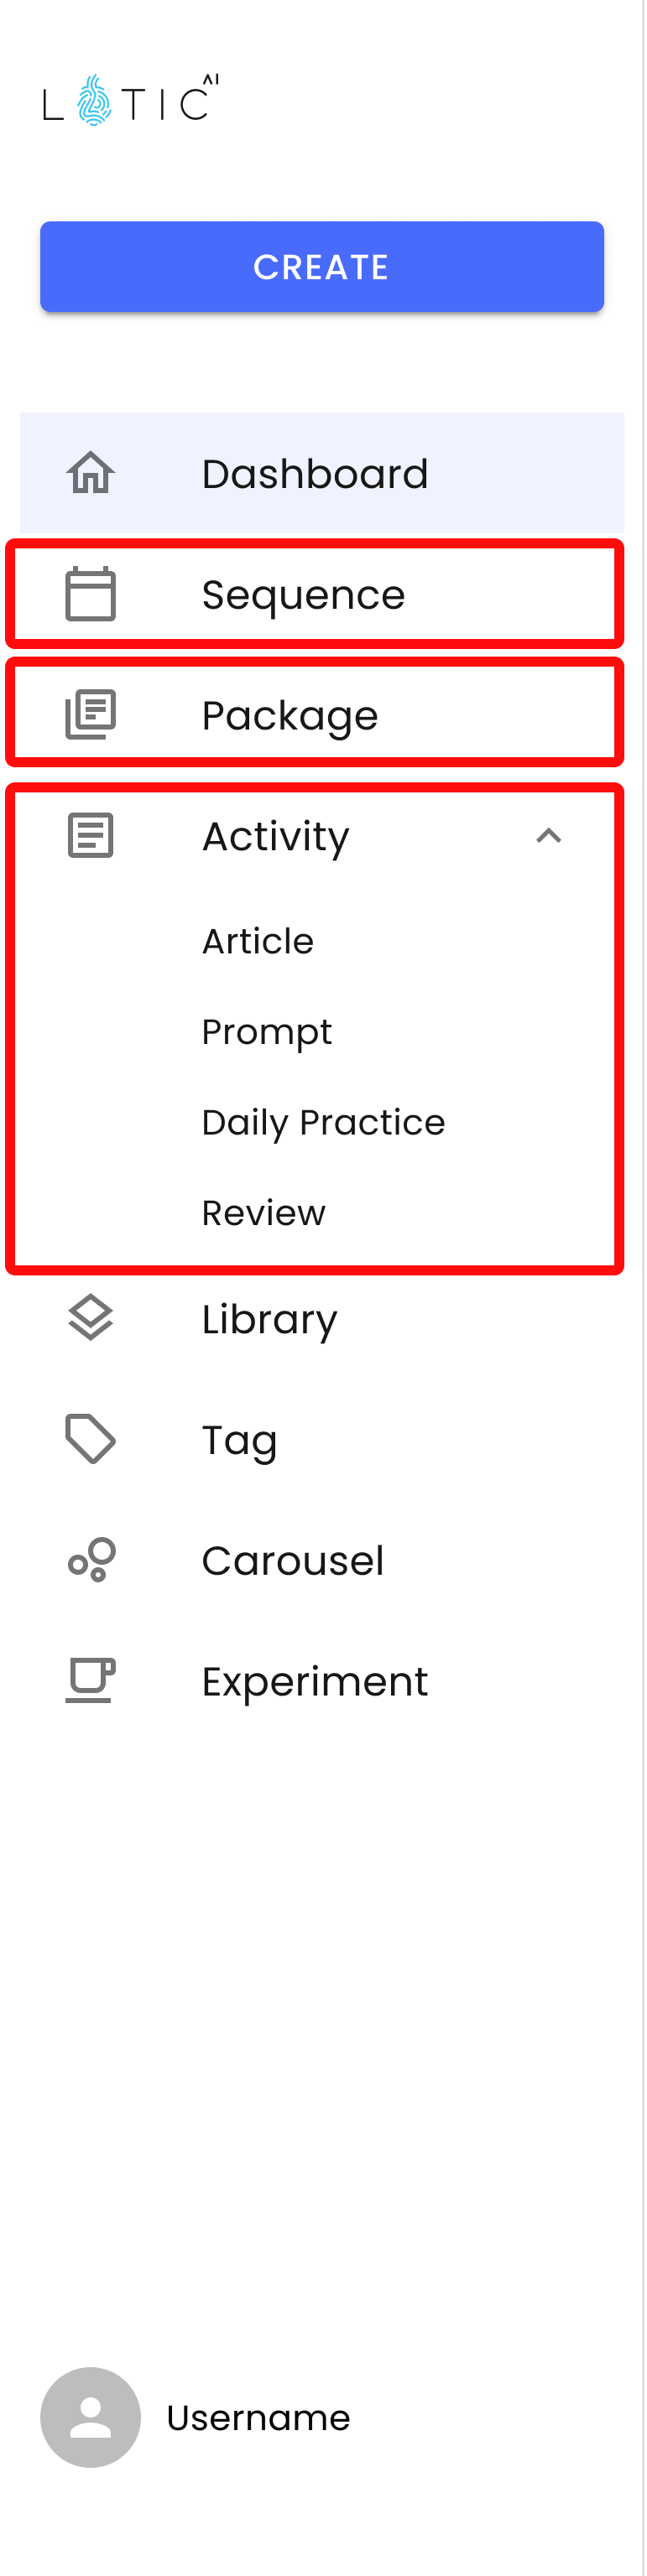 LOTIC AI
CREATE
Dashboard
Sequence
Package
Activity
Article
Prompt
Daily Practice
Review
Library
Tag
Carousel
Experiment
Username